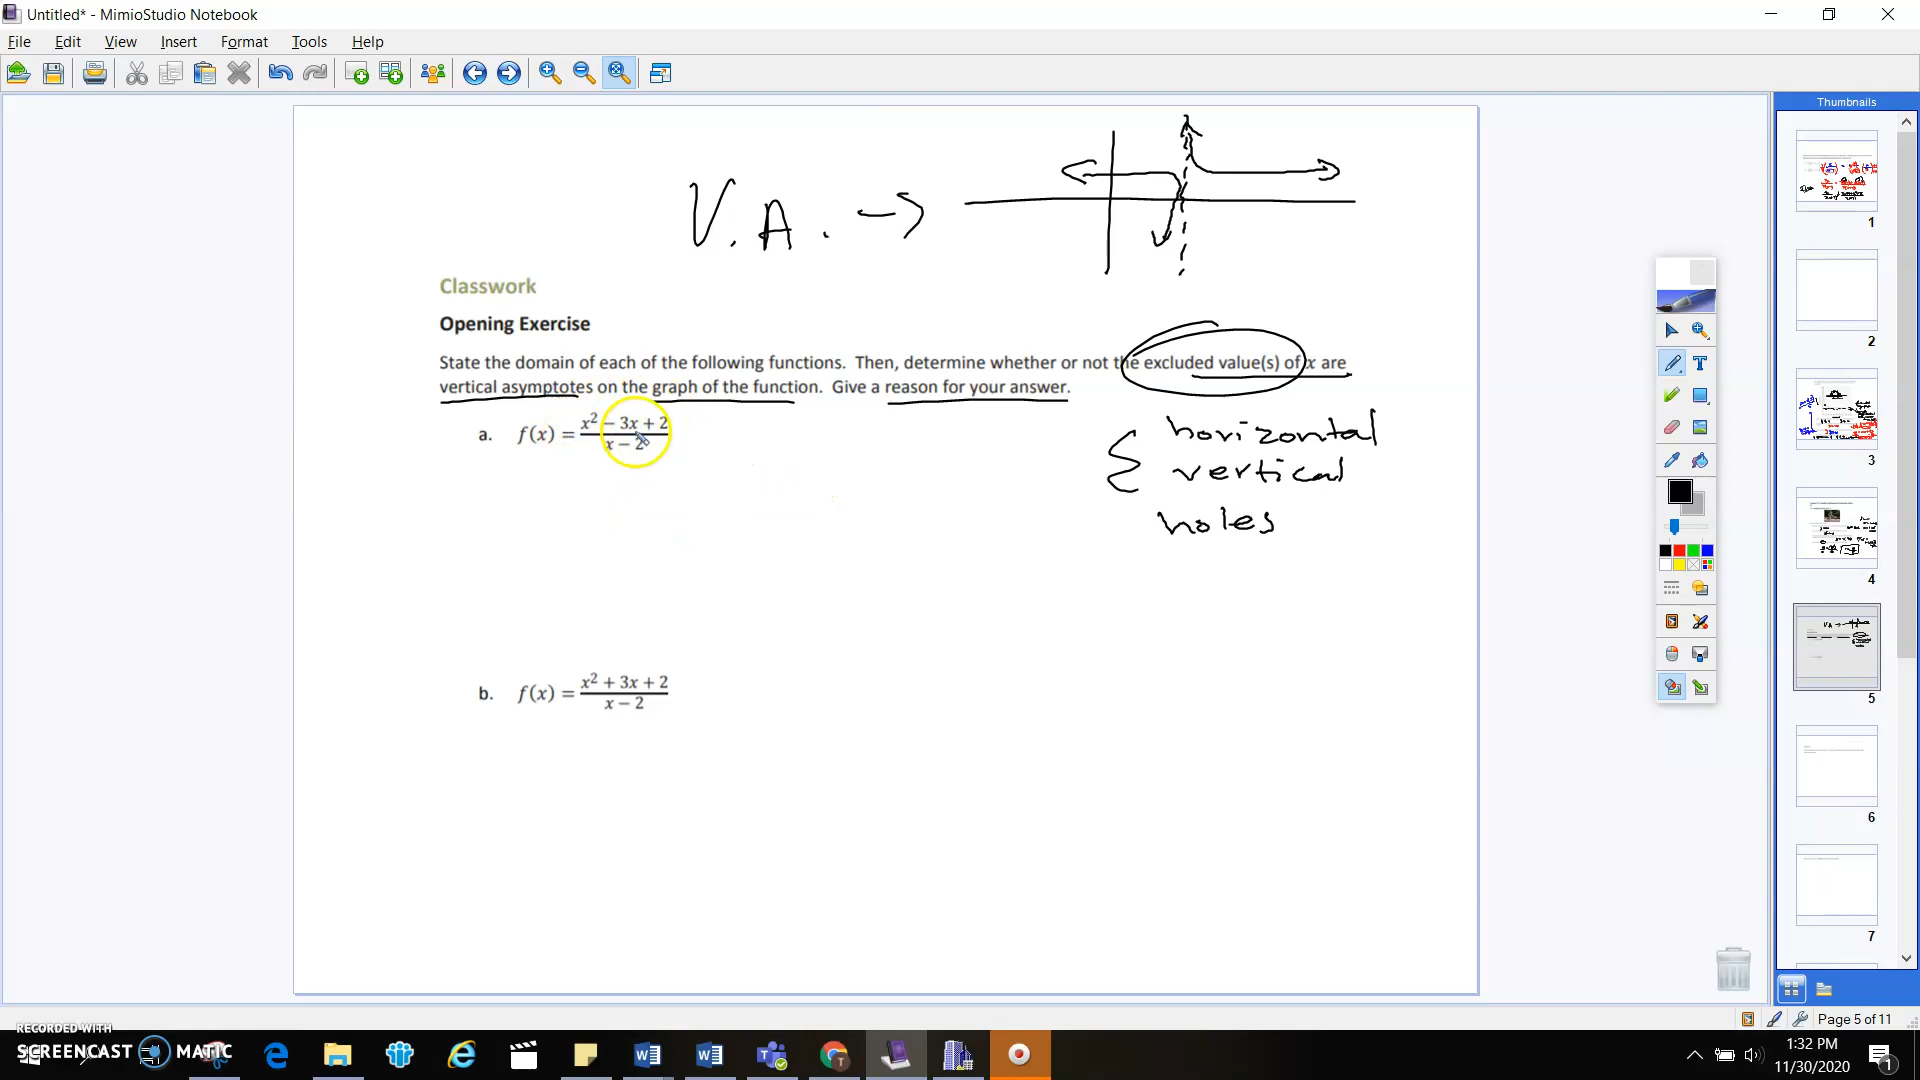 Untitled* - MimioStudio Notebook
File Edit View Insert Format Tools Help
Thumbnails
V.A. →
Classwork
Opening Exercise
State the domain of each of the following functions. Then, determine whether or not the excluded value(s) of x are
vertical asymptotes on the graph of the function. Give a reason for your answer.
a. f(x) = (x² − 3x + 2)/(x − 2)
horizontal
vertical
holes
b. f(x) = (x² + 3x + 2)/(x − 2)
1
2
3
4
5
6
7
Page 5 of 11
RECORDED WITH
SCREENCAST MATIC
1:32 PM
11/30/2020
1